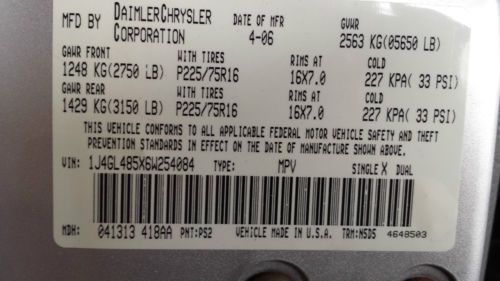 MFD BY DAIMLERCHRYSLER CORPORATION DATE OF MFR 4-06 GVWR 2563 KG(05650 LB)
GAWR FRONT WITH TIRES RIMS AT COLD
1248 KG(2750 LB) P225/75R16 16X7.0 227 KPA( 33 PSI)
GAWR REAR WITH TIRES RIMS AT COLD
1429 KG(3150 LB) P225/75R16 16X7.0 227 KPA( 33 PSI)
THIS VEHICLE CONFORMS TO ALL APPLICABLE FEDERAL MOTOR VEHICLE SAFETY AND THEFT
PREVENTION STANDARDS IN EFFECT ON THE DATE OF MANUFACTURE SHOWN ABOVE.
VIN: 1J4GL485X6W254084 TYPE: MPV SINGLE X DUAL
MDH: 041313 418AA PNT:PS2 VEHICLE MADE IN U.S.A. TRM:N5D5 4648503